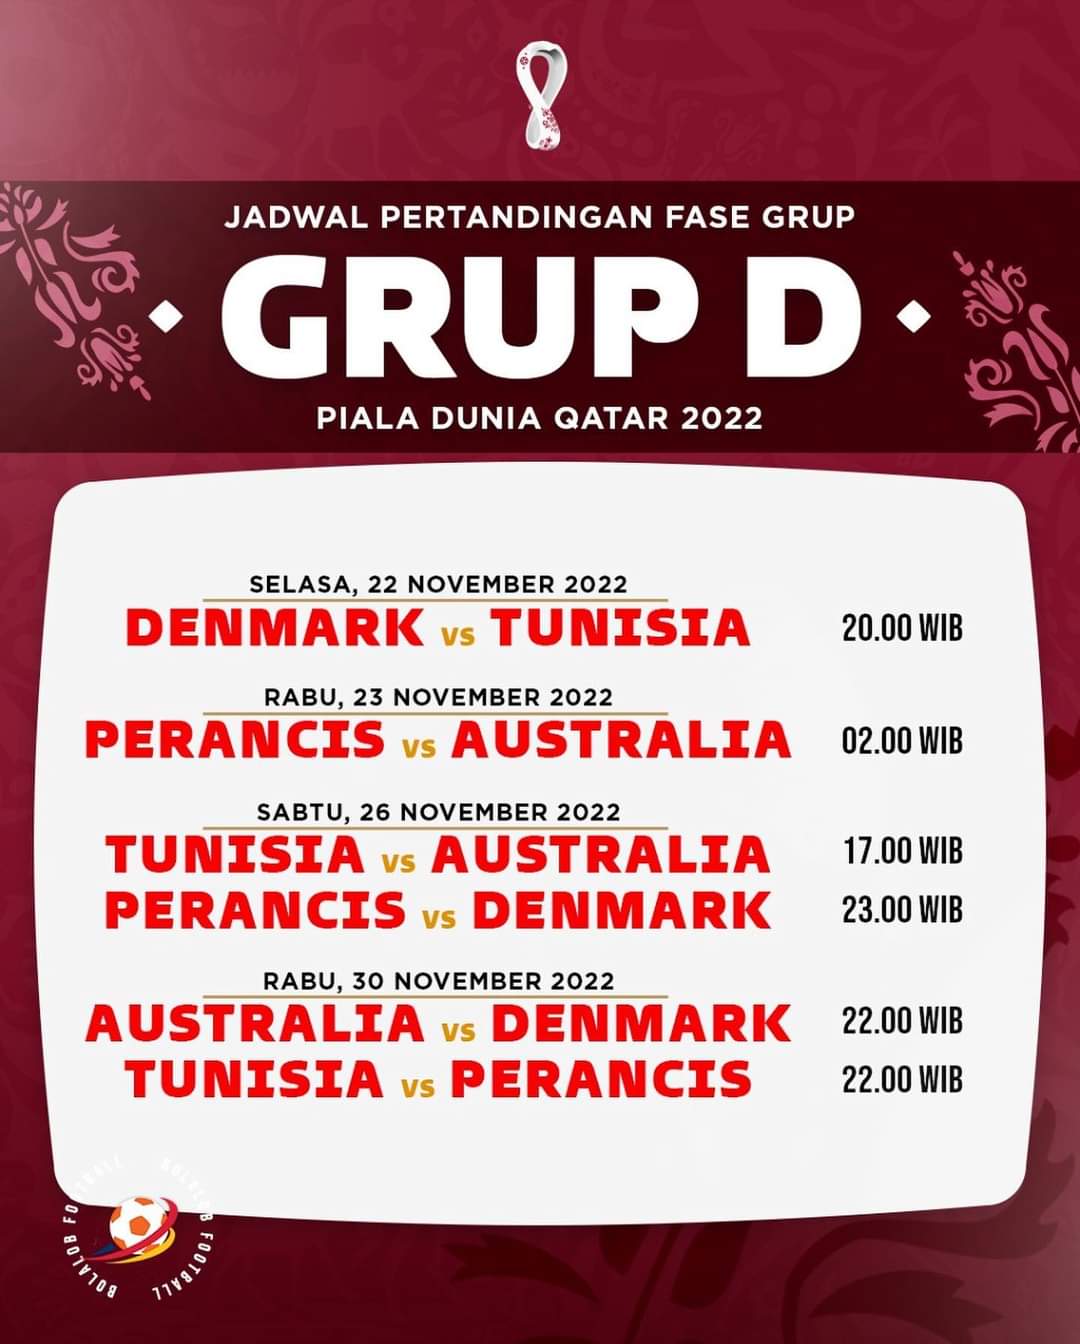 JADWAL PERTANDINGAN FASE GRUP
GRUP D
PIALA DUNIA QATAR 2022
SELASA, 22 NOVEMBER 2022
DENMARK vs TUNISIA 20.00 WIB
RABU, 23 NOVEMBER 2022
PERANCIS vs AUSTRALIA 02.00 WIB
SABTU, 26 NOVEMBER 2022
TUNISIA vs AUSTRALIA 17.00 WIB
PERANCIS vs DENMARK 23.00 WIB
RABU, 30 NOVEMBER 2022
AUSTRALIA vs DENMARK 22.00 WIB
TUNISIA vs PERANCIS 22.00 WIB
BOLALOB FOOTBALL
BOLALOB FOOTBALL